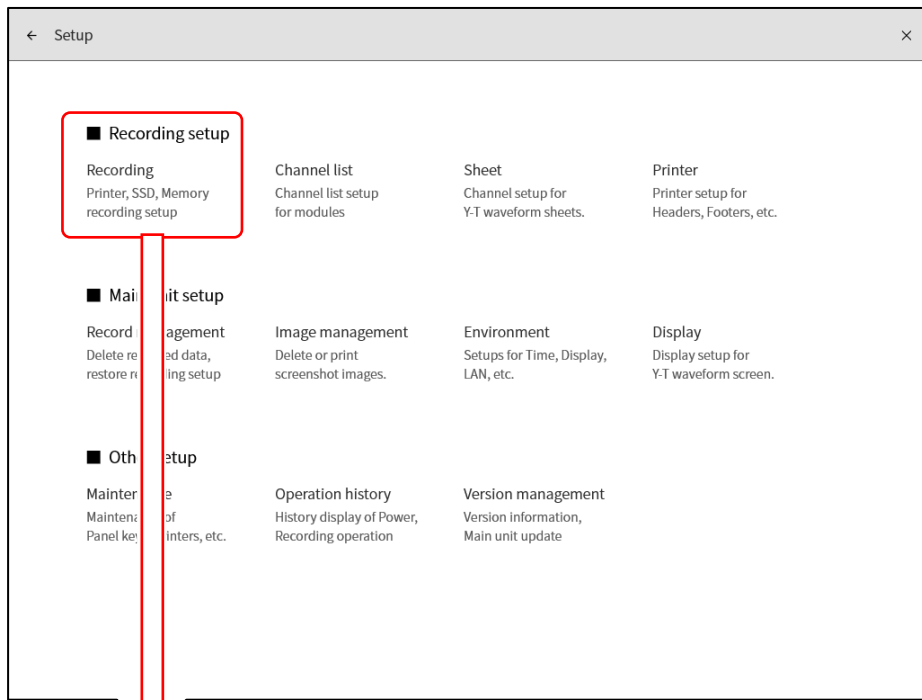 ← Setup ×
■ Recording setup
Recording Channel list Sheet Printer
Printer, SSD, Memory Channel list setup Channel setup for Printer setup for
recording setup for modules Y-T waveform sheets. Headers, Footers, etc.
■ setup
Record Image management Environment Display
Delete data, Delete or print Setups for Time, Display, Display setup for
restore setup screenshot images. LAN, etc. Y-T waveform screen.
■ 
Operation history Version management
of History display of Power, Version information,
Panel etc. Recording operation Main unit update